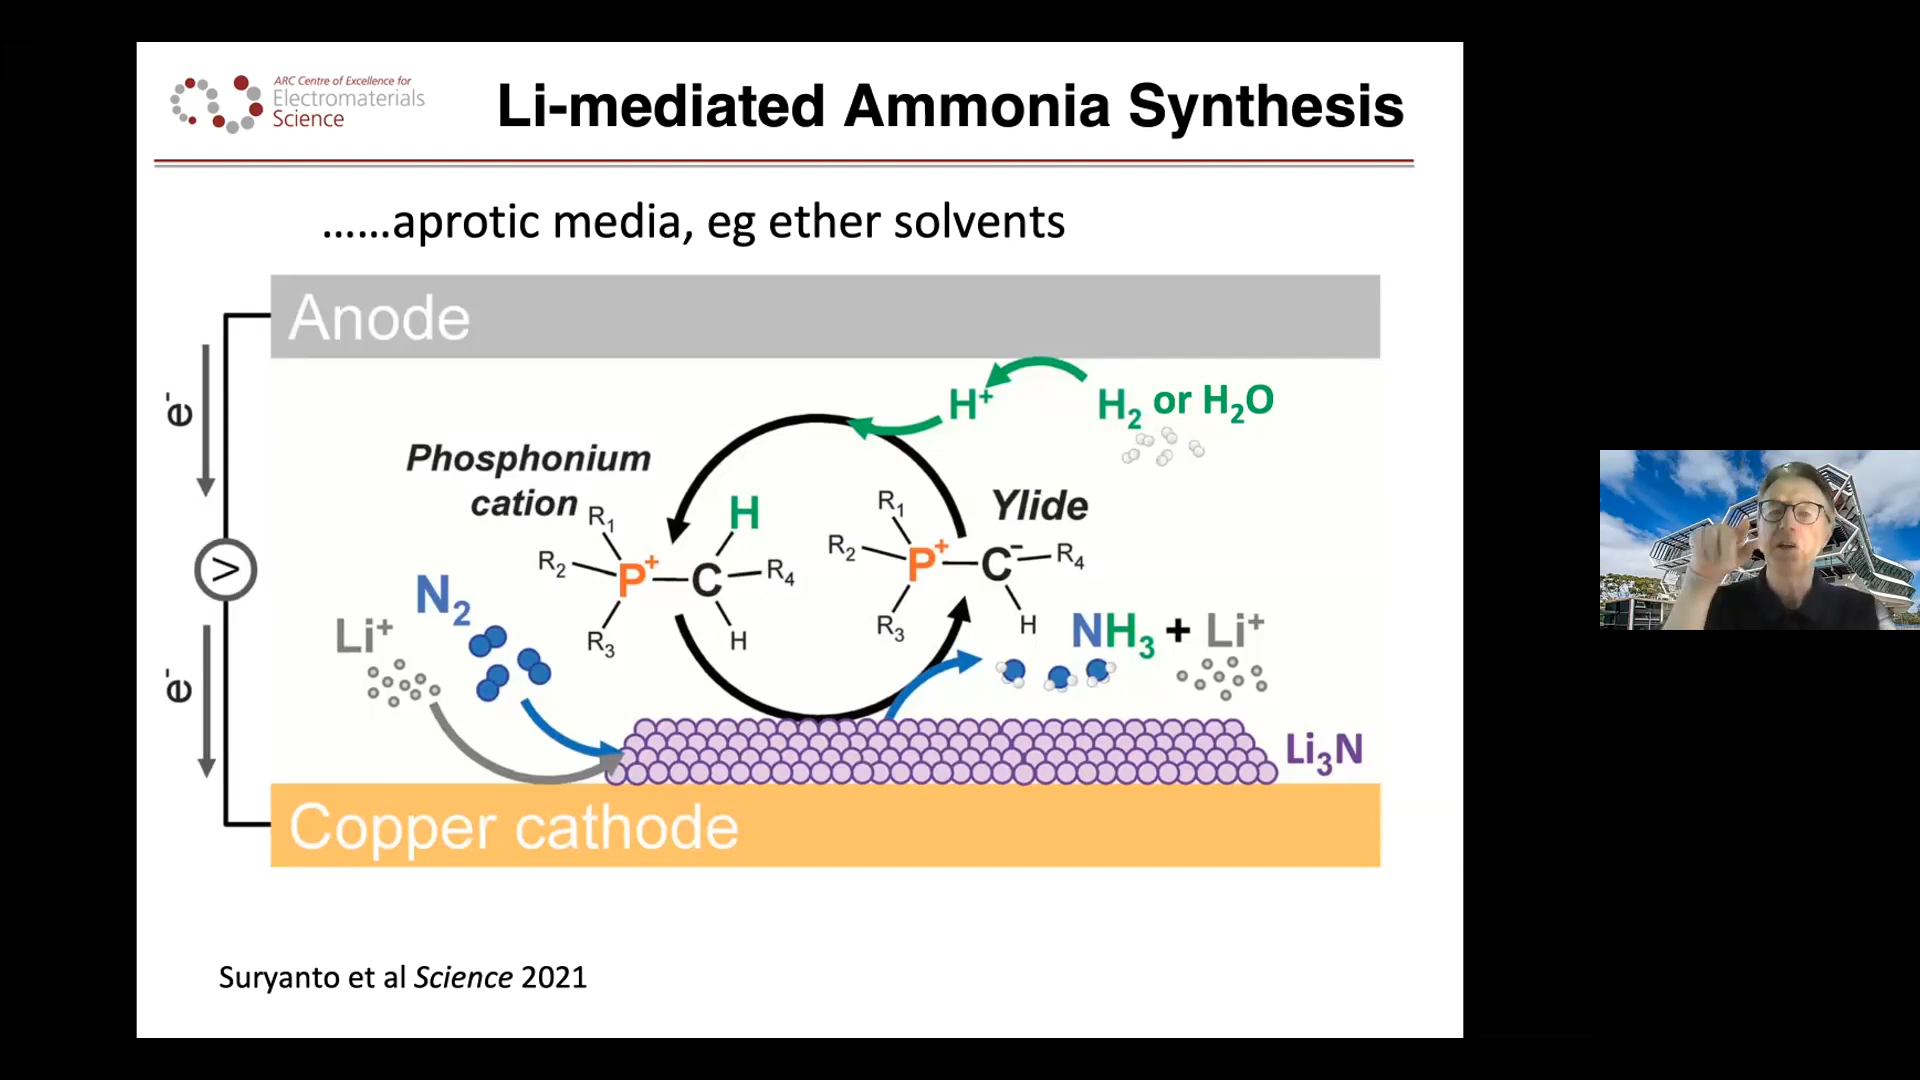 ARC Centre of Excellence for
Electromaterials
Science
Li-mediated Ammonia Synthesis
......aprotic media, eg ether solvents
Anode
e⁻
H⁺
H₂ or H₂O
Phosphonium
cation
R₁
R₂
P⁺
C
H
R₄
R₃
H
Ylide
R₁
R₂
P⁺
C⁻
R₄
R₃
H
V
N₂
Li⁺
NH₃ + Li⁺
e⁻
Li₃N
Copper cathode
Suryanto et al Science 2021